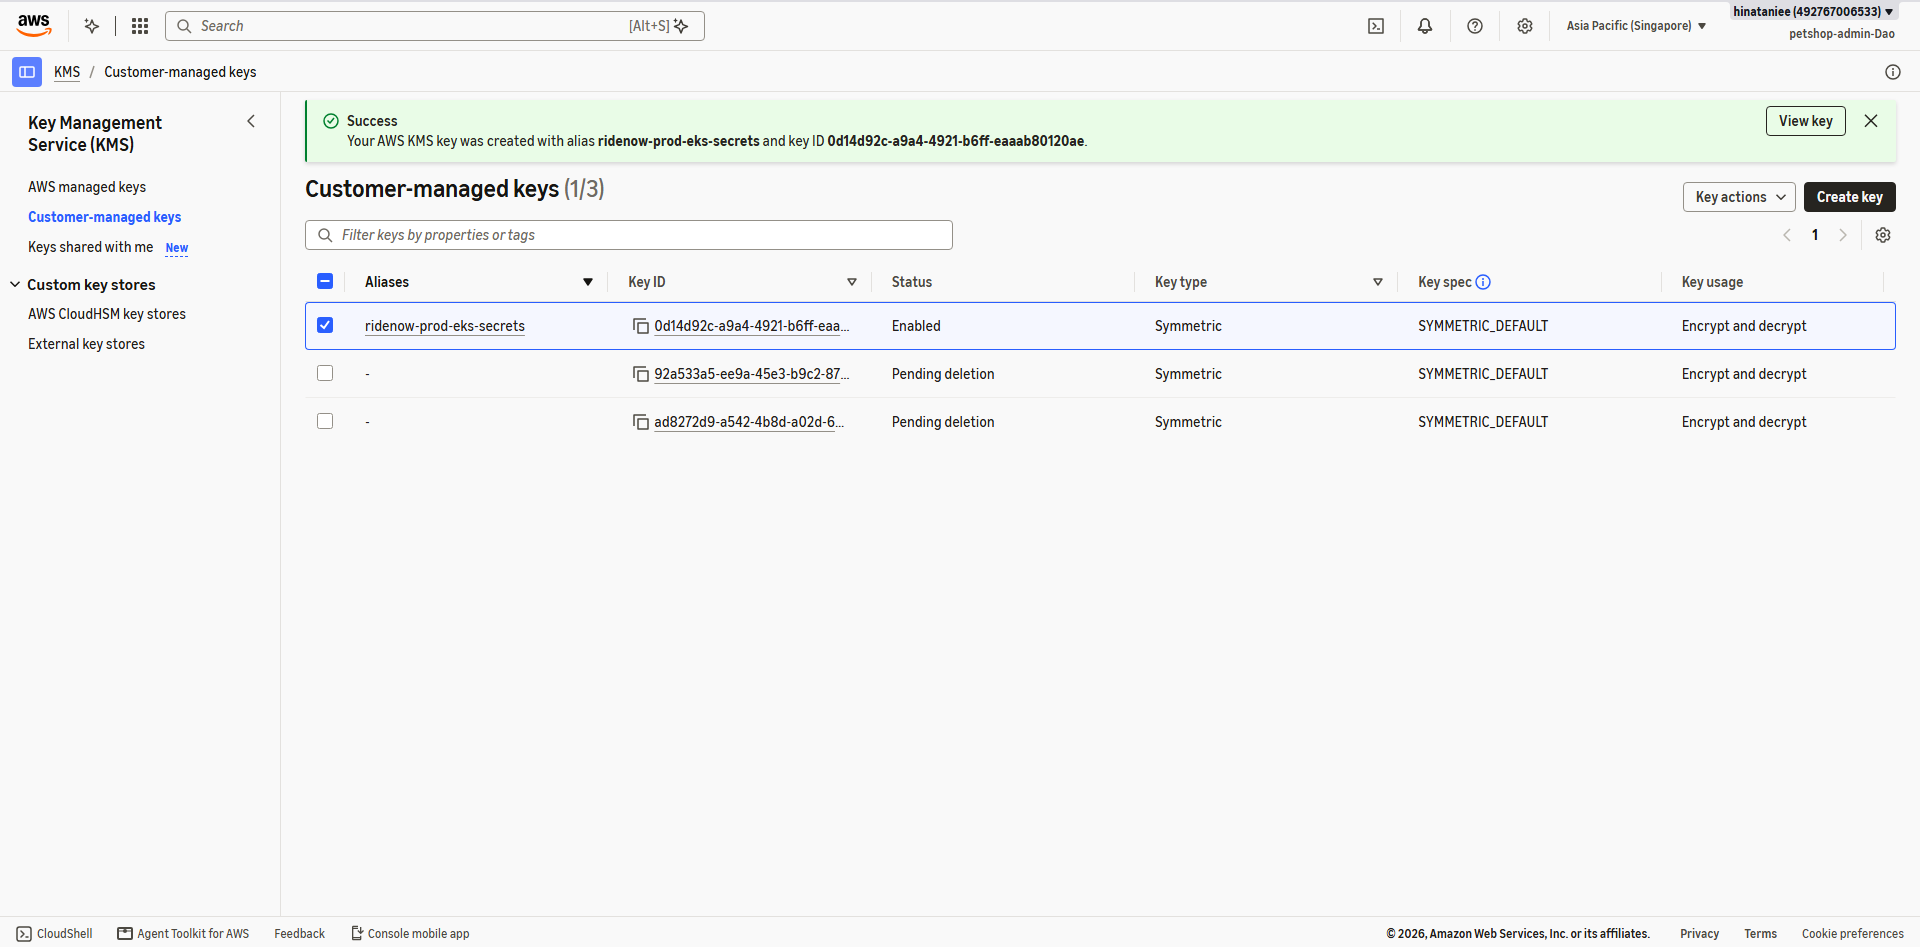 aws
Search
[Alt+S]
Asia Pacific (Singapore)
hinataniee (492767006533)
petshop-admin-Dao
KMS / Customer-managed keys
Key Management
Service (KMS)
AWS managed keys
Customer-managed keys
Keys shared with me New
Custom key stores
AWS CloudHSM key stores
External key stores
Success
Your AWS KMS key was created with alias ridenow-prod-eks-secrets and key ID 0d14d92c-a9a4-4921-b6ff-eaaab80120ae.
View key
Customer-managed keys (1/3)
Key actions
Create key
Filter keys by properties or tags
1
Aliases Key ID Status Key type Key spec Key usage
ridenow-prod-eks-secrets 0d14d92c-a9a4-4921-b6ff-eaa... Enabled Symmetric SYMMETRIC_DEFAULT Encrypt and decrypt
- 92a533a5-ee9a-45e3-b9c2-87... Pending deletion Symmetric SYMMETRIC_DEFAULT Encrypt and decrypt
- ad8272d9-a542-4b8d-a02d-6... Pending deletion Symmetric SYMMETRIC_DEFAULT Encrypt and decrypt
CloudShell Agent Toolkit for AWS Feedback Console mobile app
© 2026, Amazon Web Services, Inc. or its affiliates. Privacy Terms Cookie preferences